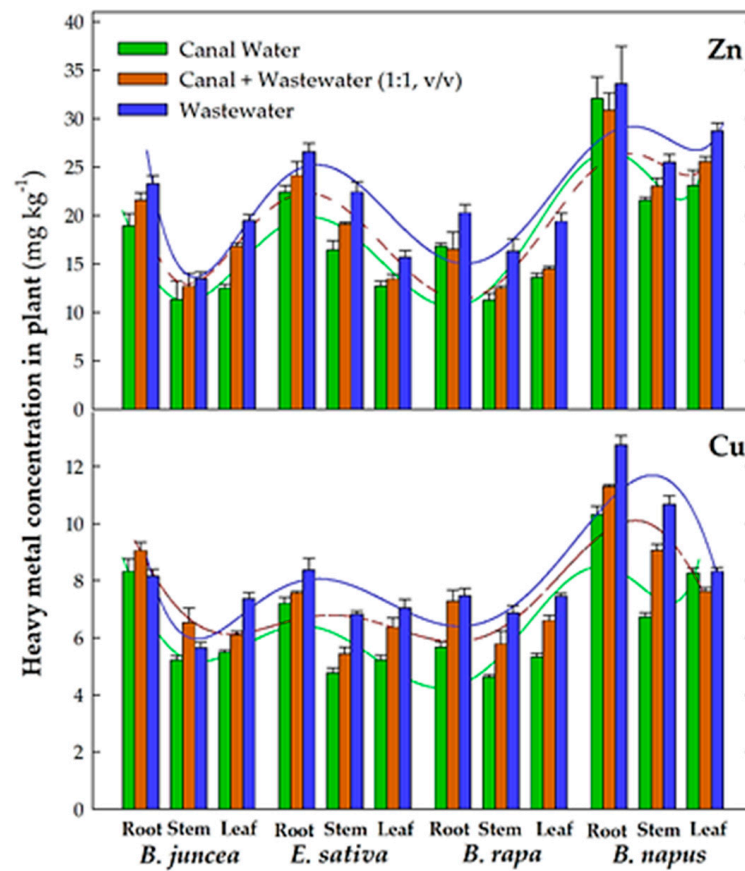 Heavy metal concentration in plant (mg kg⁻¹)
40
35
30
25
20
15
10
5
0
Canal Water
Canal + Wastewater (1:1, v/v)
Wastewater
Zn
12
10
8
6
4
2
0
Cu
Root Stem Leaf Root Stem Leaf Root Stem Leaf Root Stem Leaf
B. juncea E. sativa B. rapa B. napus